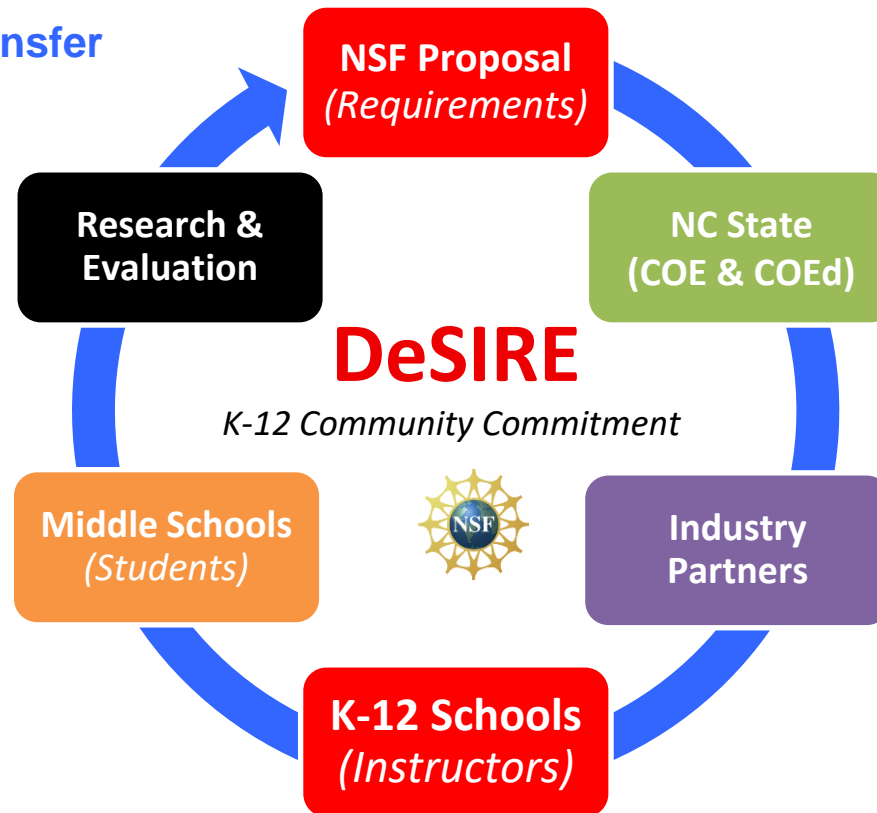 nsfer
NSF Proposal
(Requirements)
Research &
Evaluation
NC State
(COE & COEd)
DeSIRE
K-12 Community Commitment
NSF
Middle Schools
(Students)
Industry
Partners
K-12 Schools
(Instructors)